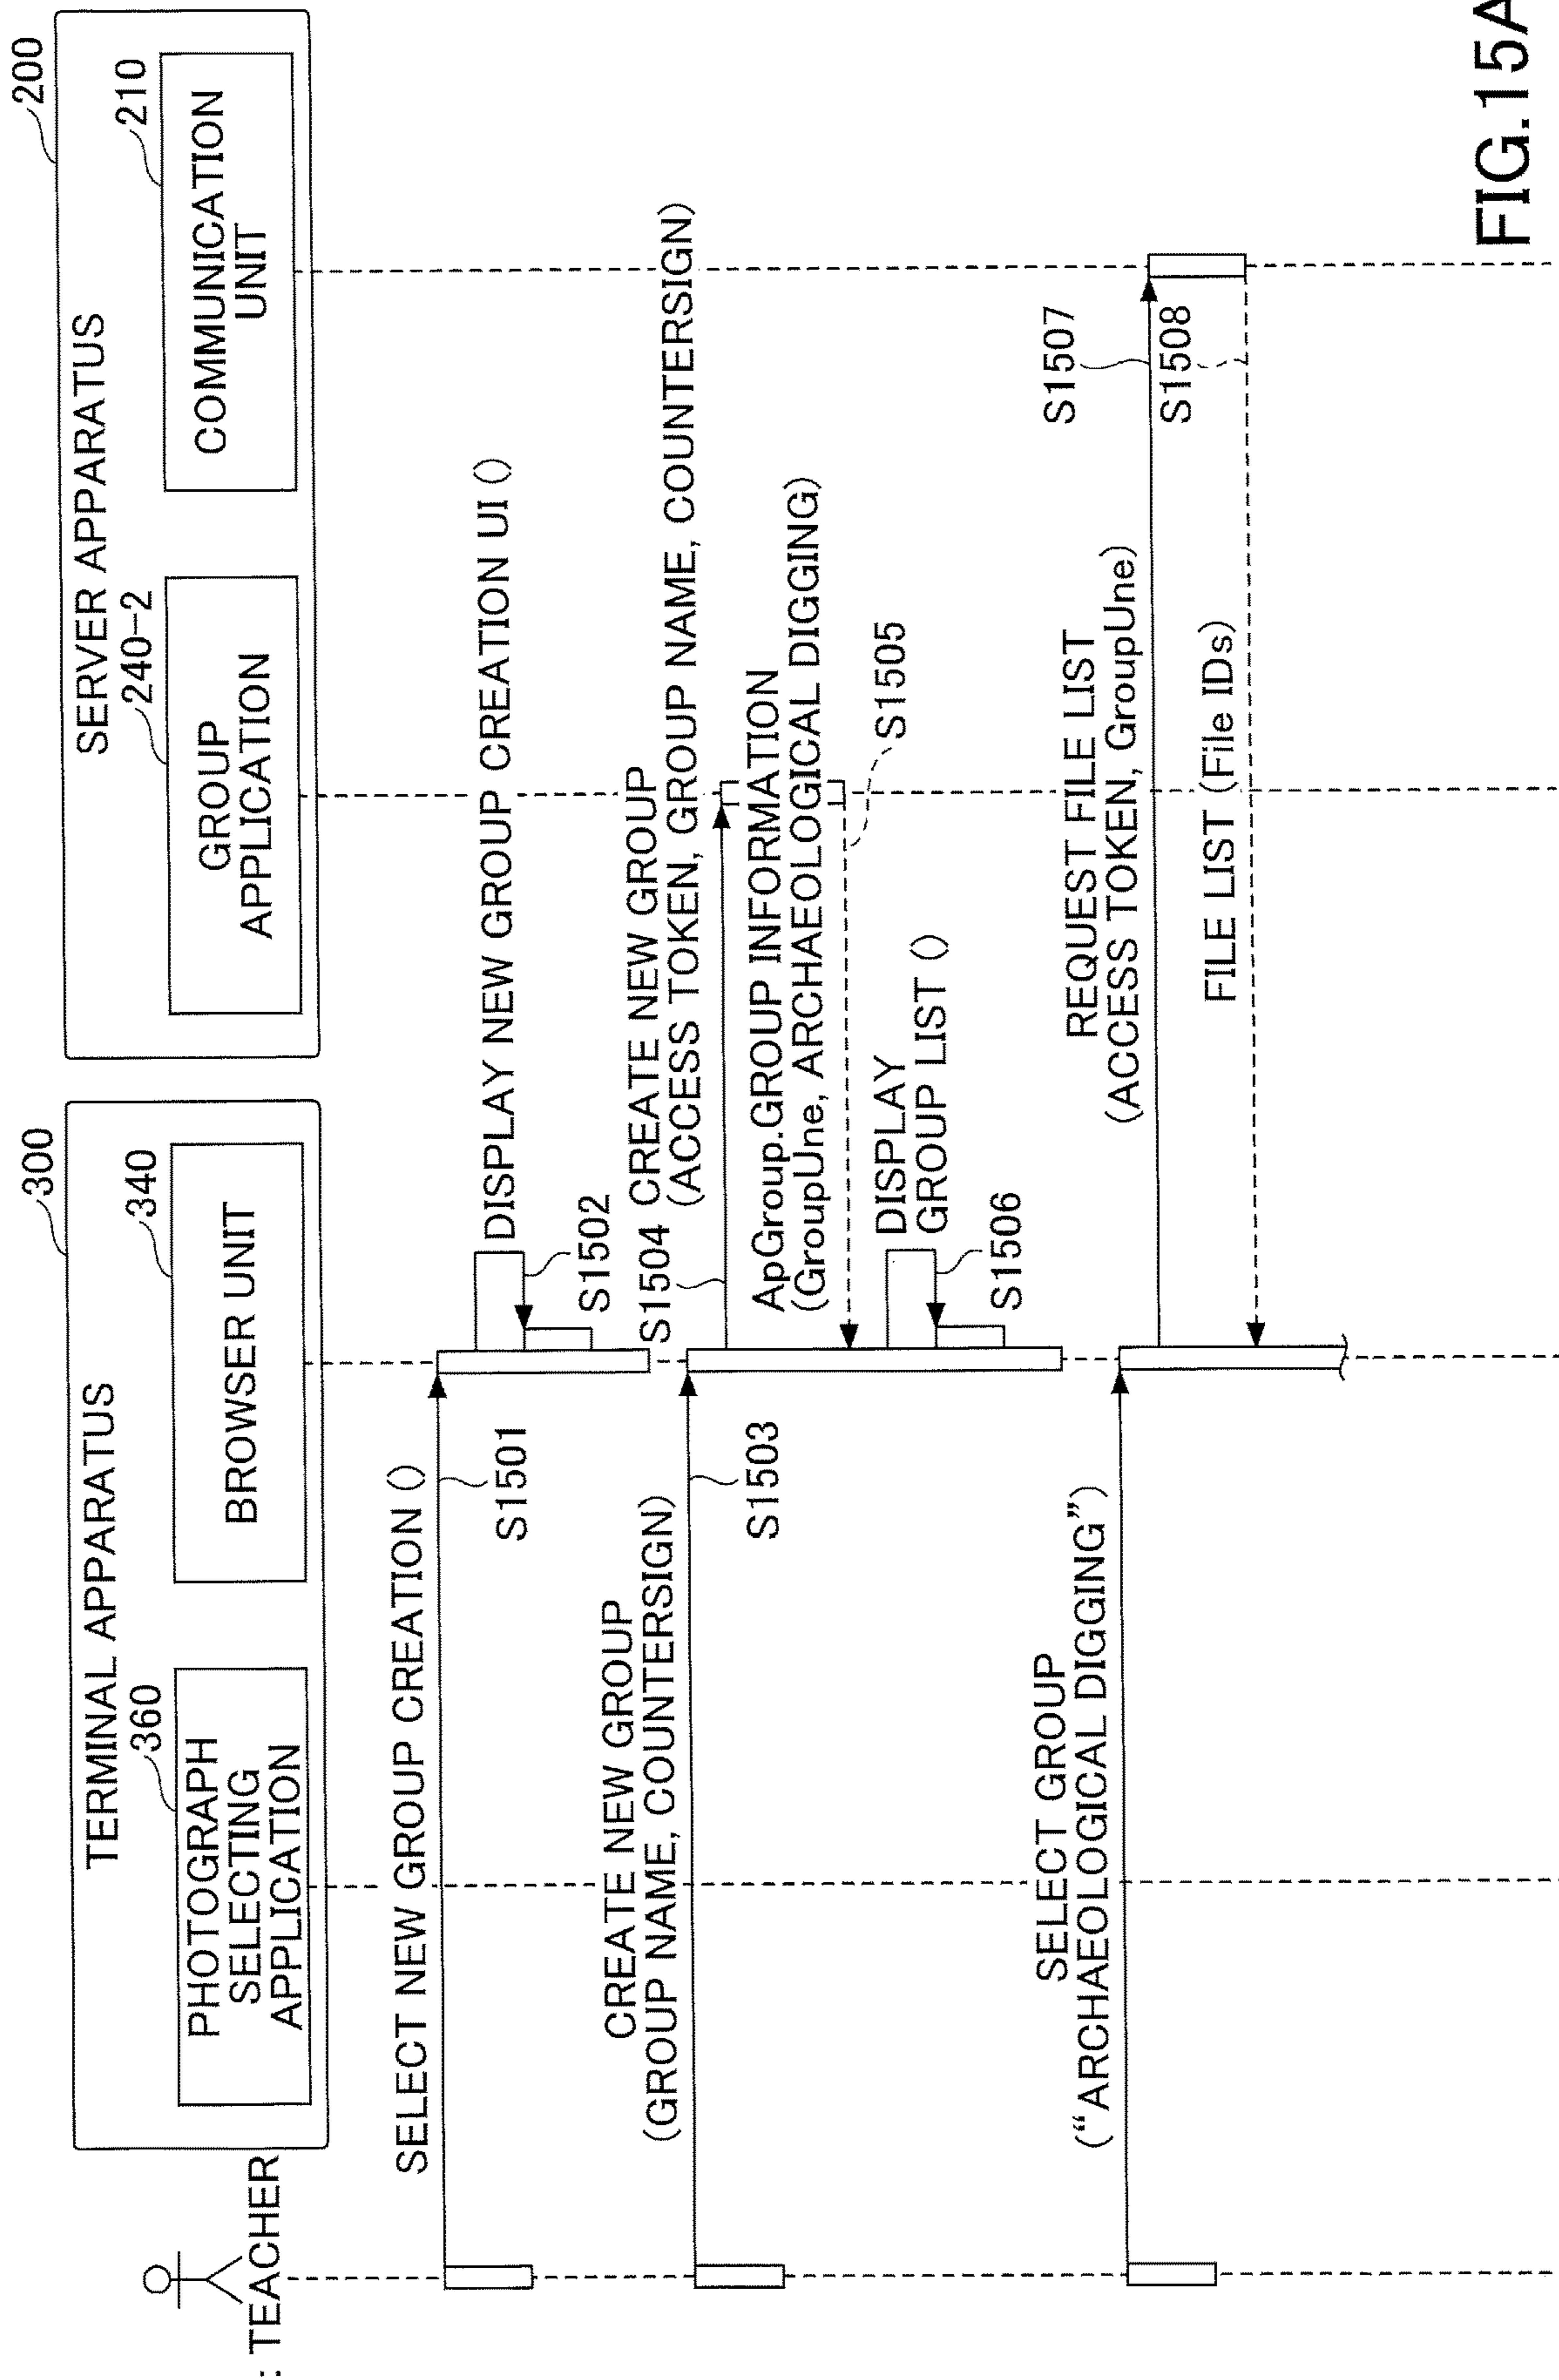 : TEACHER
TERMINAL APPARATUS
300
PHOTOGRAPH
SELECTING
APPLICATION
360
BROWSER UNIT
340
SERVER APPARATUS
200
GROUP
APPLICATION
240-2
COMMUNICATION
UNIT
210
SELECT NEW GROUP CREATION ()
S1501
DISPLAY NEW GROUP CREATION UI ()
S1502
CREATE NEW GROUP
(GROUP NAME, COUNTERSIGN)
S1503
S1504
CREATE NEW GROUP
(ACCESS TOKEN, GROUP NAME, COUNTERSIGN)
ApGroup.GROUP INFORMATION
(GroupUne, ARCHAEOLOGICAL DIGGING)
S1505
DISPLAY
GROUP LIST ()
S1506
SELECT GROUP
(“ARCHAEOLOGICAL DIGGING”)
REQUEST FILE LIST
(ACCESS TOKEN, GroupUne)
S1507
FILE LIST (File IDs)
S1508
FIG.15A